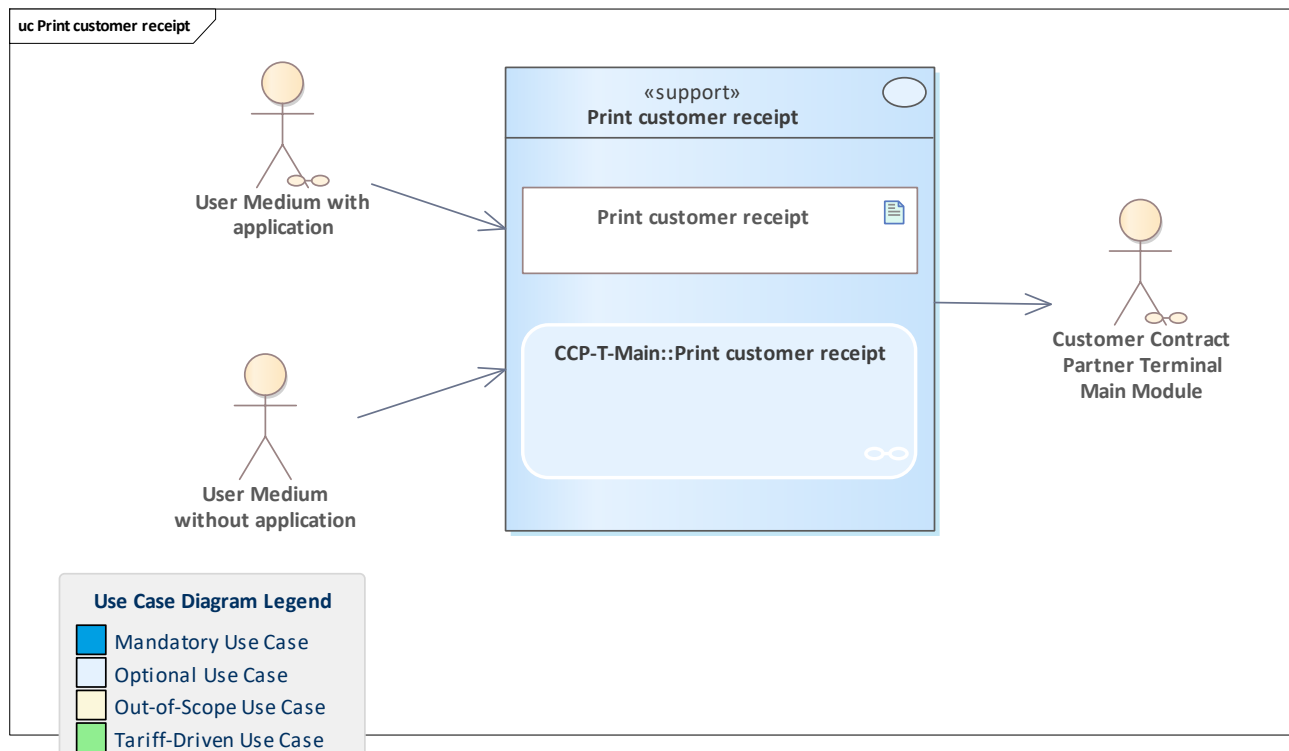 uc Print customer receipt
«support»
Print customer receipt
User Medium with
application
Print customer receipt
CCP-T-Main::Print customer receipt
Customer Contract
Partner Terminal
Main Module
User Medium
without application
Use Case Diagram Legend
Mandatory Use Case
Optional Use Case
Out-of-Scope Use Case
Tariff-Driven Use Case